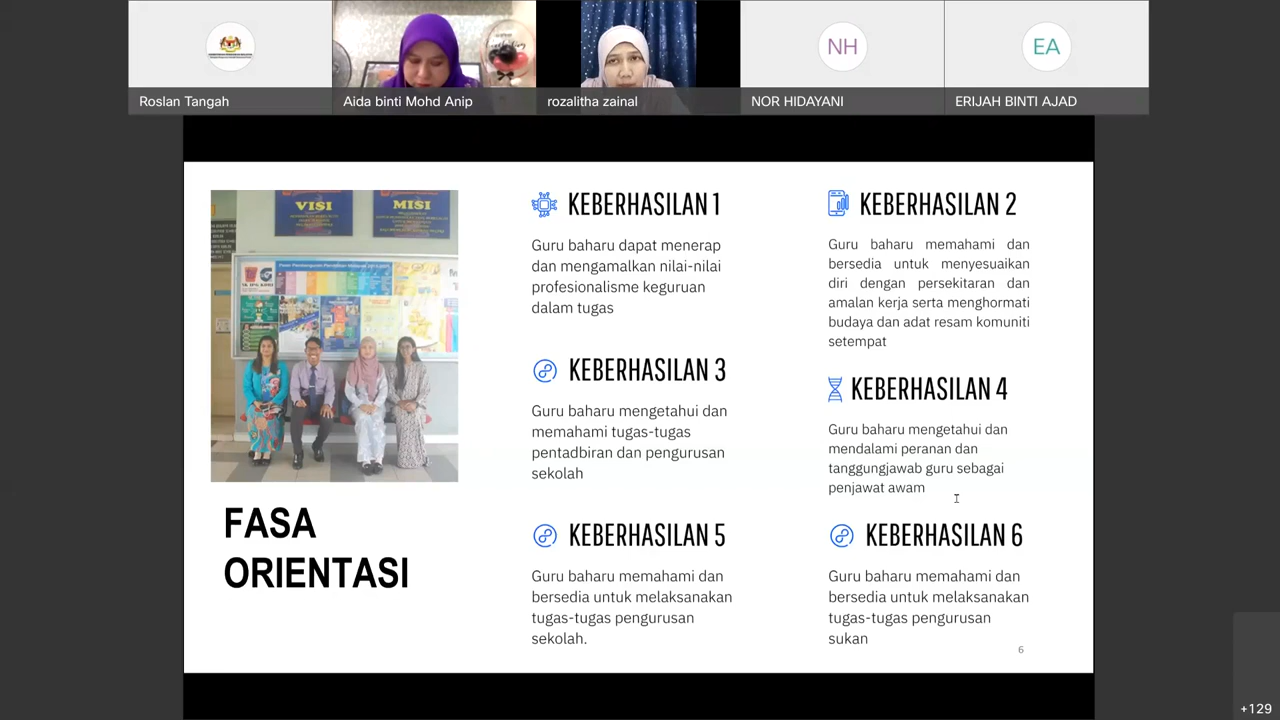 Roslan Tangah
Aida binti Mohd Anip
rozalitha zainal
NH
NOR HIDAYANI
EA
ERIJAH BINTI AJAD
VISI
MISI
FASA
ORIENTASI
KEBERHASILAN 1
Guru baharu dapat menerap
dan mengamalkan nilai-nilai
profesionalisme keguruan
dalam tugas
KEBERHASILAN 2
Guru baharu memahami dan
bersedia untuk menyesuaikan
diri dengan persekitaran dan
amalan kerja serta menghormati
budaya dan adat resam komuniti
setempat
KEBERHASILAN 3
Guru baharu mengetahui dan
memahami tugas-tugas
pentadbiran dan pengurusan
sekolah
KEBERHASILAN 4
Guru baharu mengetahui dan
mendalami peranan dan
tanggungjawab guru sebagai
penjawat awam
KEBERHASILAN 5
Guru baharu memahami dan
bersedia untuk melaksanakan
tugas-tugas pengurusan
sekolah.
KEBERHASILAN 6
Guru baharu memahami dan
bersedia untuk melaksanakan
tugas-tugas pengurusan
sukan
6
+129